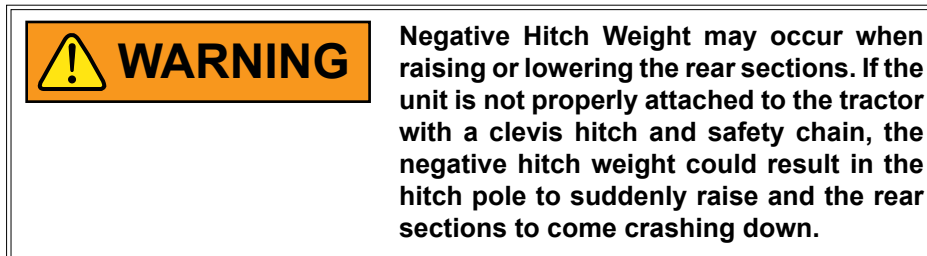 WARNING
Negative Hitch Weight may occur when
raising or lowering the rear sections. If the
unit is not properly attached to the tractor
with a clevis hitch and safety chain, the
negative hitch weight could result in the
hitch pole to suddenly raise and the rear
sections to come crashing down.